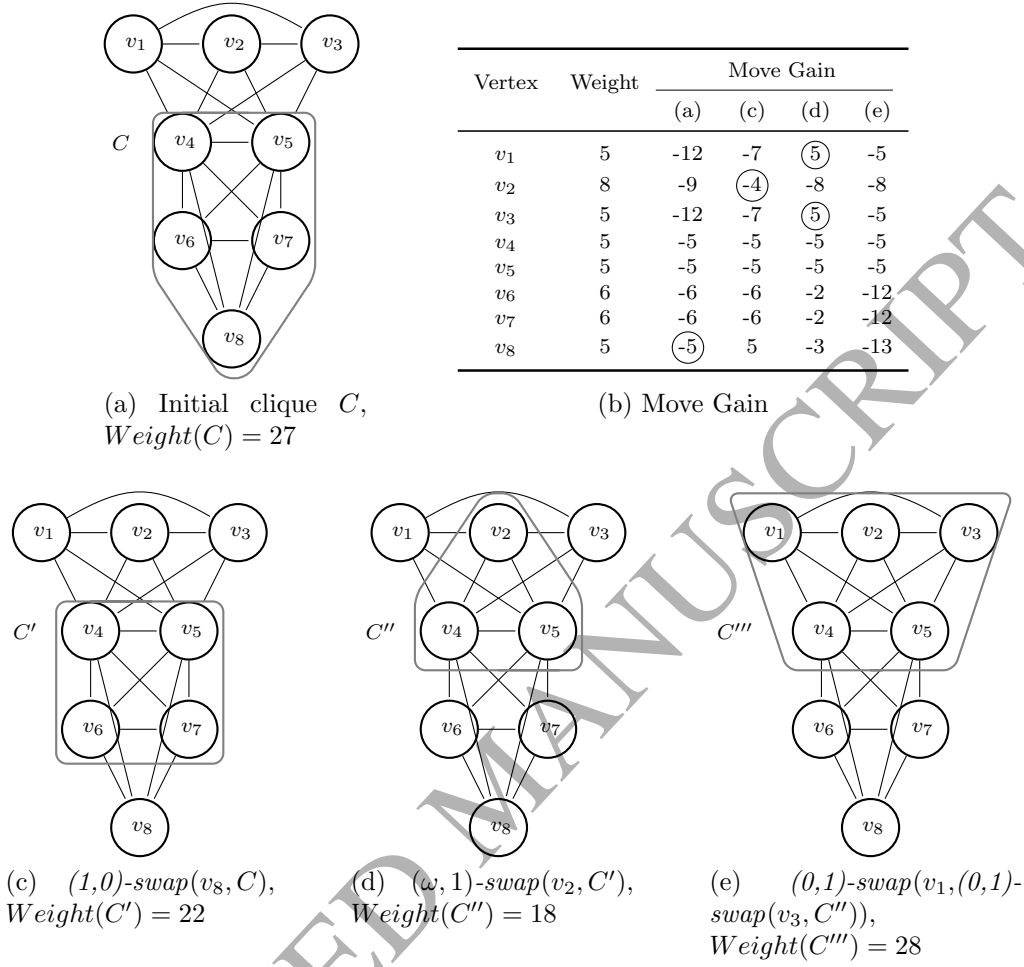 v1 v2 v3
C v4 v5
v6 v7
v8
(a) Initial clique C,
Weight(C) = 27
Vertex Weight Move Gain
(a) (c) (d) (e)
v1 5 -12 -7 5 -5
v2 8 -9 -4 -8 -8
v3 5 -12 -7 5 -5
v4 5 -5 -5 -5 -5
v5 5 -5 -5 -5 -5
v6 6 -6 -6 -2 -12
v7 6 -6 -6 -2 -12
v8 5 -5 5 -3 -13
(b) Move Gain
v1 v2 v3
C′ v4 v5
v6 v7
v8
(c) (1,0)-swap(v8, C),
Weight(C′) = 22
v1 v2 v3
C′′ v4 v5
v6 v7
v8
(d) (ω, 1)-swap(v2, C′),
Weight(C′′) = 18
v1 v2 v3
C′′′ v4 v5
v6 v7
v8
(e) (0,1)-swap(v1,(0,1)-
swap(v3, C′′)),
Weight(C′′′) = 28
ED MANUSCRIPT